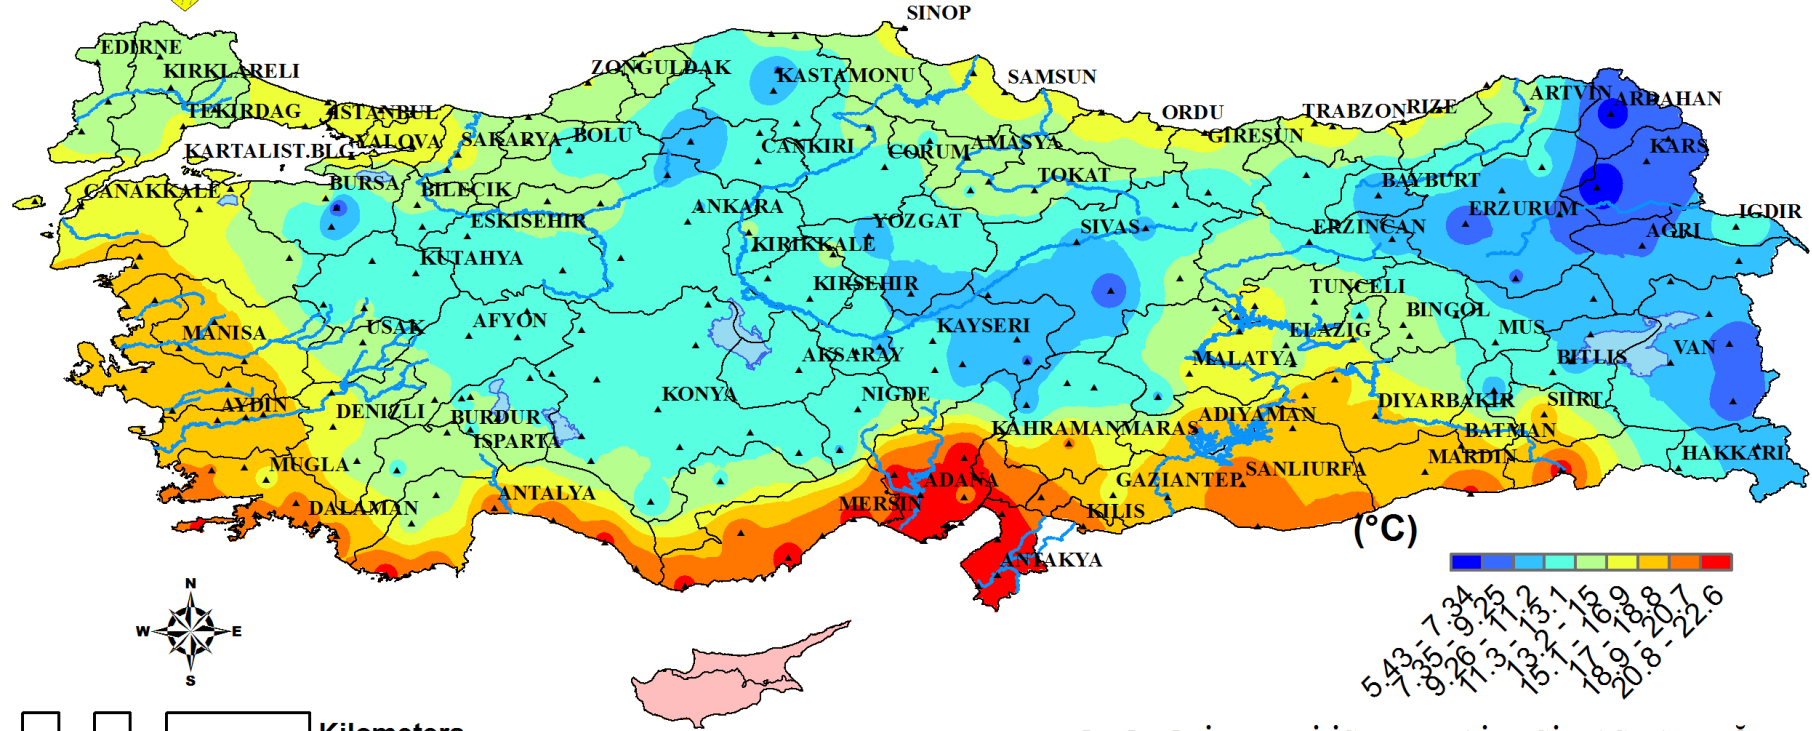 SINOP
EDIRNE
KIRKLARELI
ZONGULDAK
KASTAMONU
SAMSUN
TEKIRDAG
ISTANBUL
ORDU
TRABZON
RIZE
ARTVIN
ARDAHAN
KARTAL
IST.BLG
YALOVA
SAKARYA
BOLU
CANKIRI
CORUM
AMASYA
GIRESUN
KARS
CANAKKALE
BURSA
BILECIK
ESKISEHIR
ANKARA
TOKAT
BAYBURT
ERZURUM
IGDIR
YOZGAT
SIVAS
ERZINCAN
AGRI
KUTAHYA
KIRIKKALE
KIRSEHIR
TUNCELI
BINGOL
MANISA
USAK
AFYON
KAYSERI
ELAZIG
MUS
AKSARAY
MALATYA
BITLIS
VAN
AYDIN
DENIZLI
BURDUR
ISPARTA
KONYA
NIGDE
KAHRAMANMARAS
ADIYAMAN
DIYARBAKIR
SIIRT
BATMAN
MUGLA
DALAMAN
ANTALYA
MERSIN
ADANA
GAZIANTEP
SANLIURFA
MARDIN
HAKKARI
KILIS
ANTAKYA
(°C)
5.43 - 7.34
7.35 - 9.25
9.26 - 11.2
11.3 - 13.1
13.2 - 15
15.1 - 16.9
17 - 18.8
18.9 - 20.7
20.8 - 22.6
N
W
E
S
Kilometers